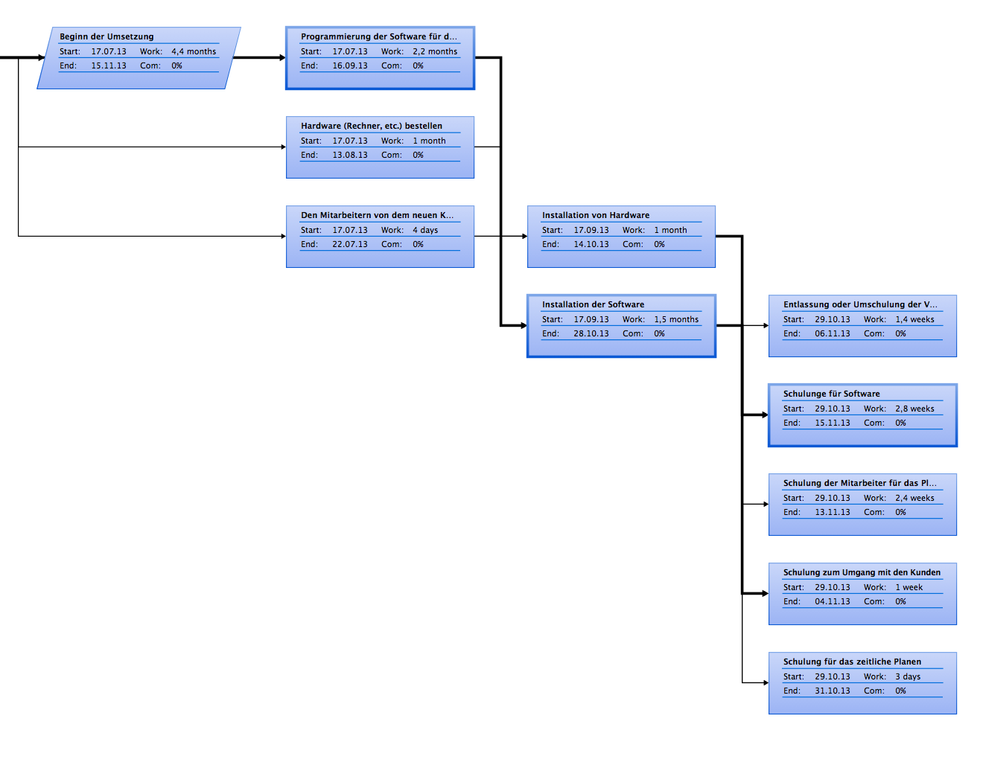 Beginn der Umsetzung
Start: 17.07.13 Work: 4,4 months
End: 15.11.13 Com: 0%
Programmierung der Software für d...
Start: 17.07.13 Work: 2,2 months
End: 16.09.13 Com: 0%
Hardware (Rechner, etc.) bestellen
Start: 17.07.13 Work: 1 month
End: 13.08.13 Com: 0%
Den Mitarbeitern von dem neuen K...
Start: 17.07.13 Work: 4 days
End: 22.07.13 Com: 0%
Installation von Hardware
Start: 17.09.13 Work: 1 month
End: 14.10.13 Com: 0%
Installation der Software
Start: 17.09.13 Work: 1,5 months
End: 28.10.13 Com: 0%
Entlassung oder Umschulung der V...
Start: 29.10.13 Work: 1,4 weeks
End: 06.11.13 Com: 0%
Schulunge für Software
Start: 29.10.13 Work: 2,8 weeks
End: 15.11.13 Com: 0%
Schulung der Mitarbeiter für das Pl...
Start: 29.10.13 Work: 2,4 weeks
End: 13.11.13 Com: 0%
Schulung zum Umgang mit den Kunden
Start: 29.10.13 Work: 1 week
End: 04.11.13 Com: 0%
Schulung für das zeitliche Planen
Start: 29.10.13 Work: 3 days
End: 31.10.13 Com: 0%